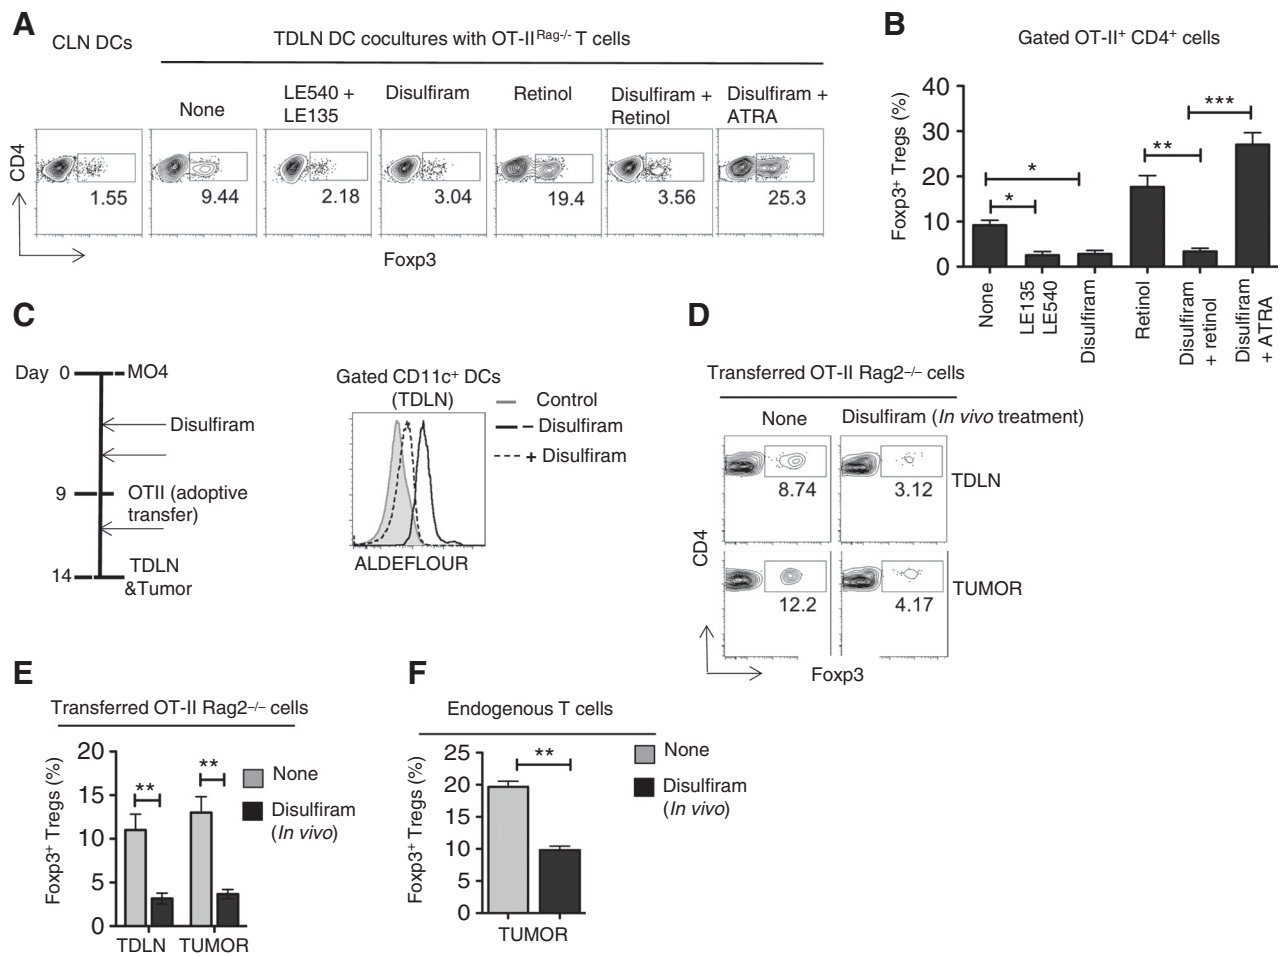 A
CLN DCs
TDLN DC cocultures with OT-II Rag-/- T cells
None
LE540 +
LE135
Disulfiram
Retinol
Disulfiram +
Retinol
Disulfiram +
ATRA
CD4
1.55
9.44
2.18
3.04
19.4
3.56
25.3
Foxp3
B
Gated OT-II+ CD4+ cells
Foxp3+ Tregs (%)
40
30
20
10
0
*
*
**
***
None
LE135
LE540
Disulfiram
Retinol
Disulfiram
+ retinol
Disulfiram
+ ATRA
C
Day 0
MO4
Disulfiram
9
OTII (adoptive
transfer)
14
TDLN
&Tumor
Gated CD11c+ DCs
(TDLN)
Control
– Disulfiram
+ Disulfiram
ALDEFLOUR
D
Transferred OT-II Rag2–/– cells
None
Disulfiram (In vivo treatment)
8.74
3.12
TDLN
CD4
12.2
4.17
TUMOR
Foxp3
E
Transferred OT-II Rag2–/– cells
Foxp3+ Tregs (%)
20
15
10
5
0
**
**
None
Disulfiram
(In vivo)
TDLN
TUMOR
F
Endogenous T cells
Foxp3+ Tregs (%)
25
20
15
10
5
0
**
None
Disulfiram
(In vivo)
TUMOR